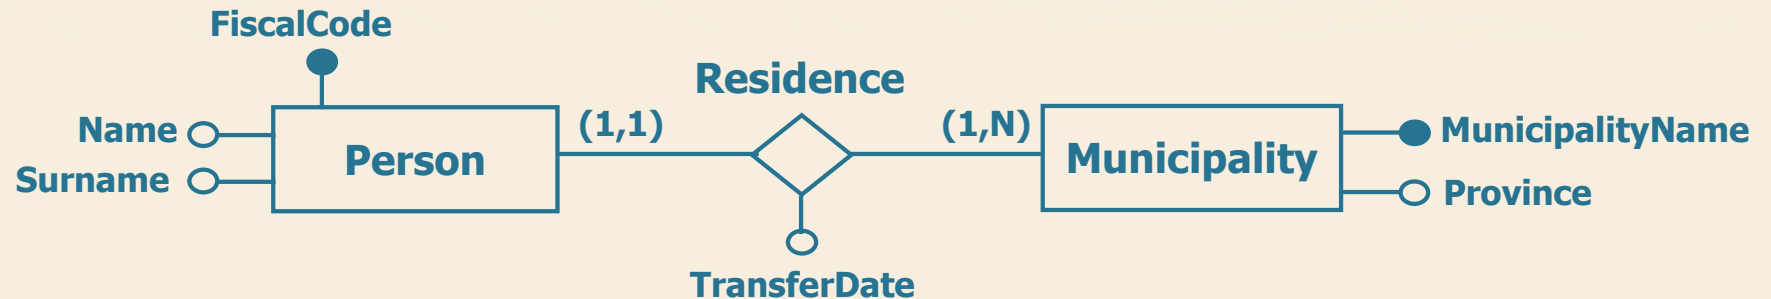 FiscalCode
Residence
Name
(1,1)
(1,N)
MunicipalityName
Person
Municipality
Surname
Province
TransferDate